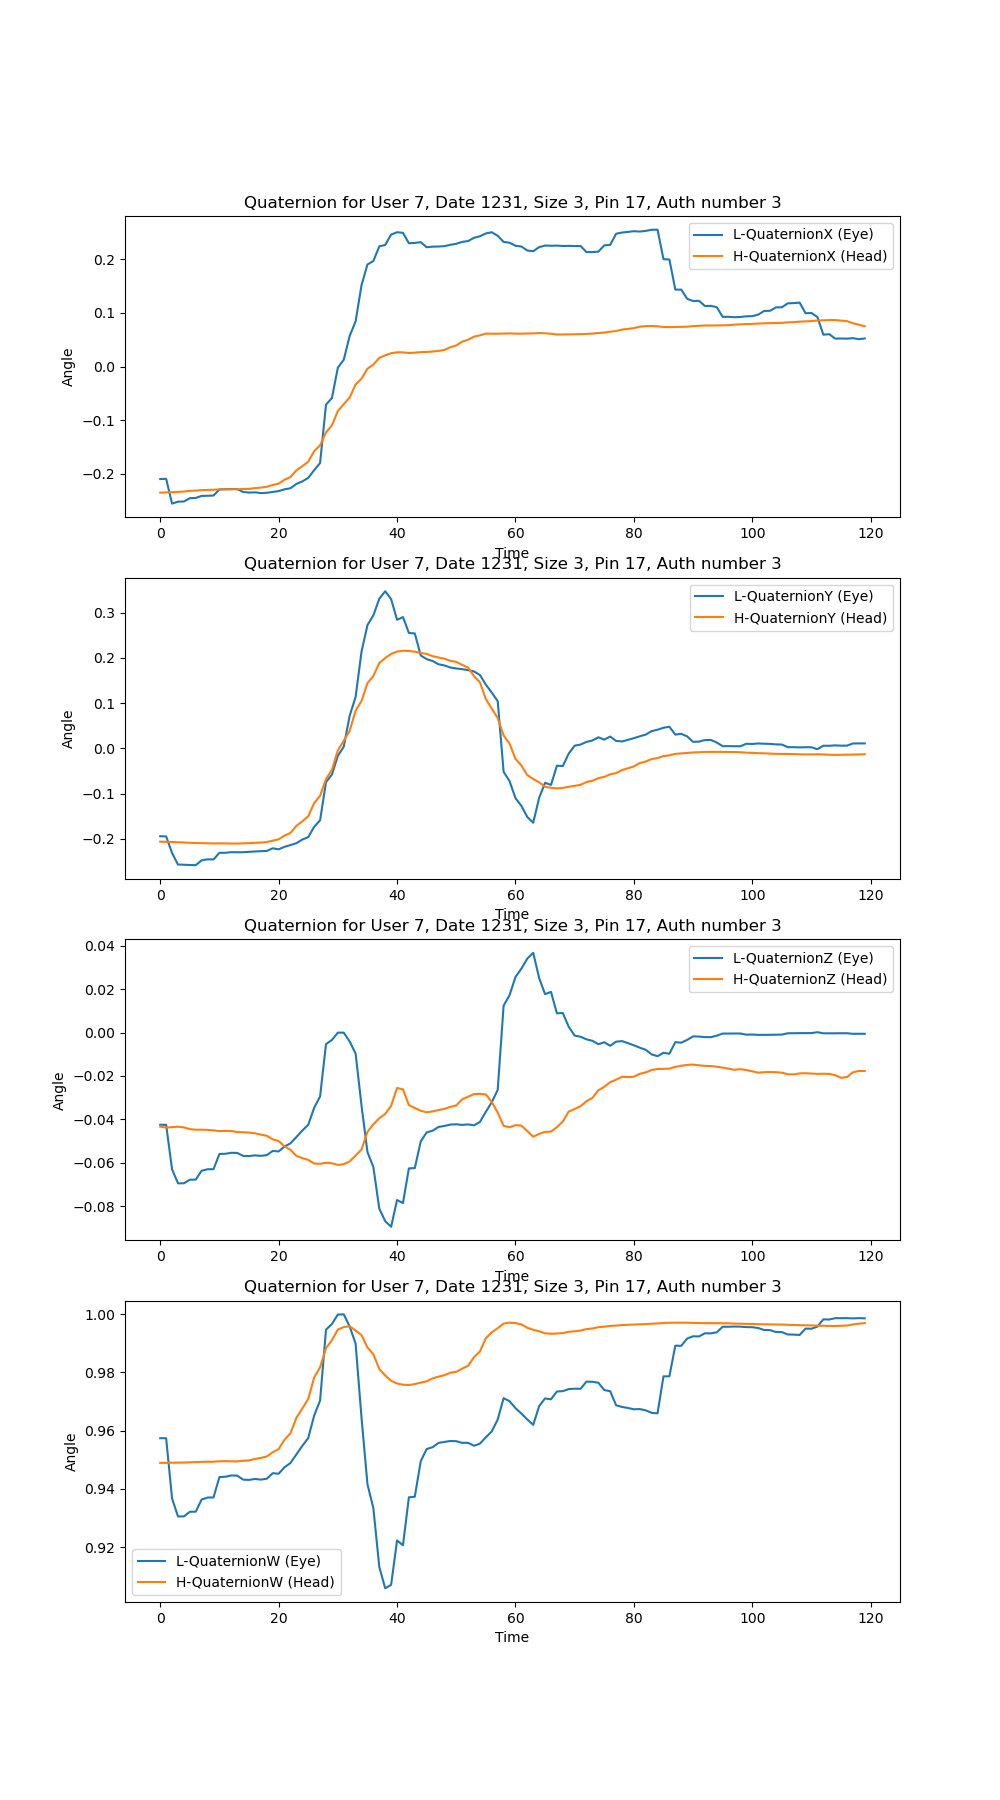 Quaternion for User 7, Date 1231, Size 3, Pin 17, Auth number 3
L-QuaternionX (Eye)
H-QuaternionX (Head)
Angle
0.2
0.1
0.0
−0.1
−0.2
0 20 40 60 80 100 120
Time
Quaternion for User 7, Date 1231, Size 3, Pin 17, Auth number 3
L-QuaternionY (Eye)
H-QuaternionY (Head)
Angle
0.3
0.2
0.1
0.0
−0.1
−0.2
0 20 40 60 80 100 120
Time
Quaternion for User 7, Date 1231, Size 3, Pin 17, Auth number 3
L-QuaternionZ (Eye)
H-QuaternionZ (Head)
Angle
0.04
0.02
0.00
−0.02
−0.04
−0.06
−0.08
0 20 40 60 80 100 120
Time
Quaternion for User 7, Date 1231, Size 3, Pin 17, Auth number 3
Angle
1.00
0.98
0.96
0.94
0.92
L-QuaternionW (Eye)
H-QuaternionW (Head)
0 20 40 60 80 100 120
Time